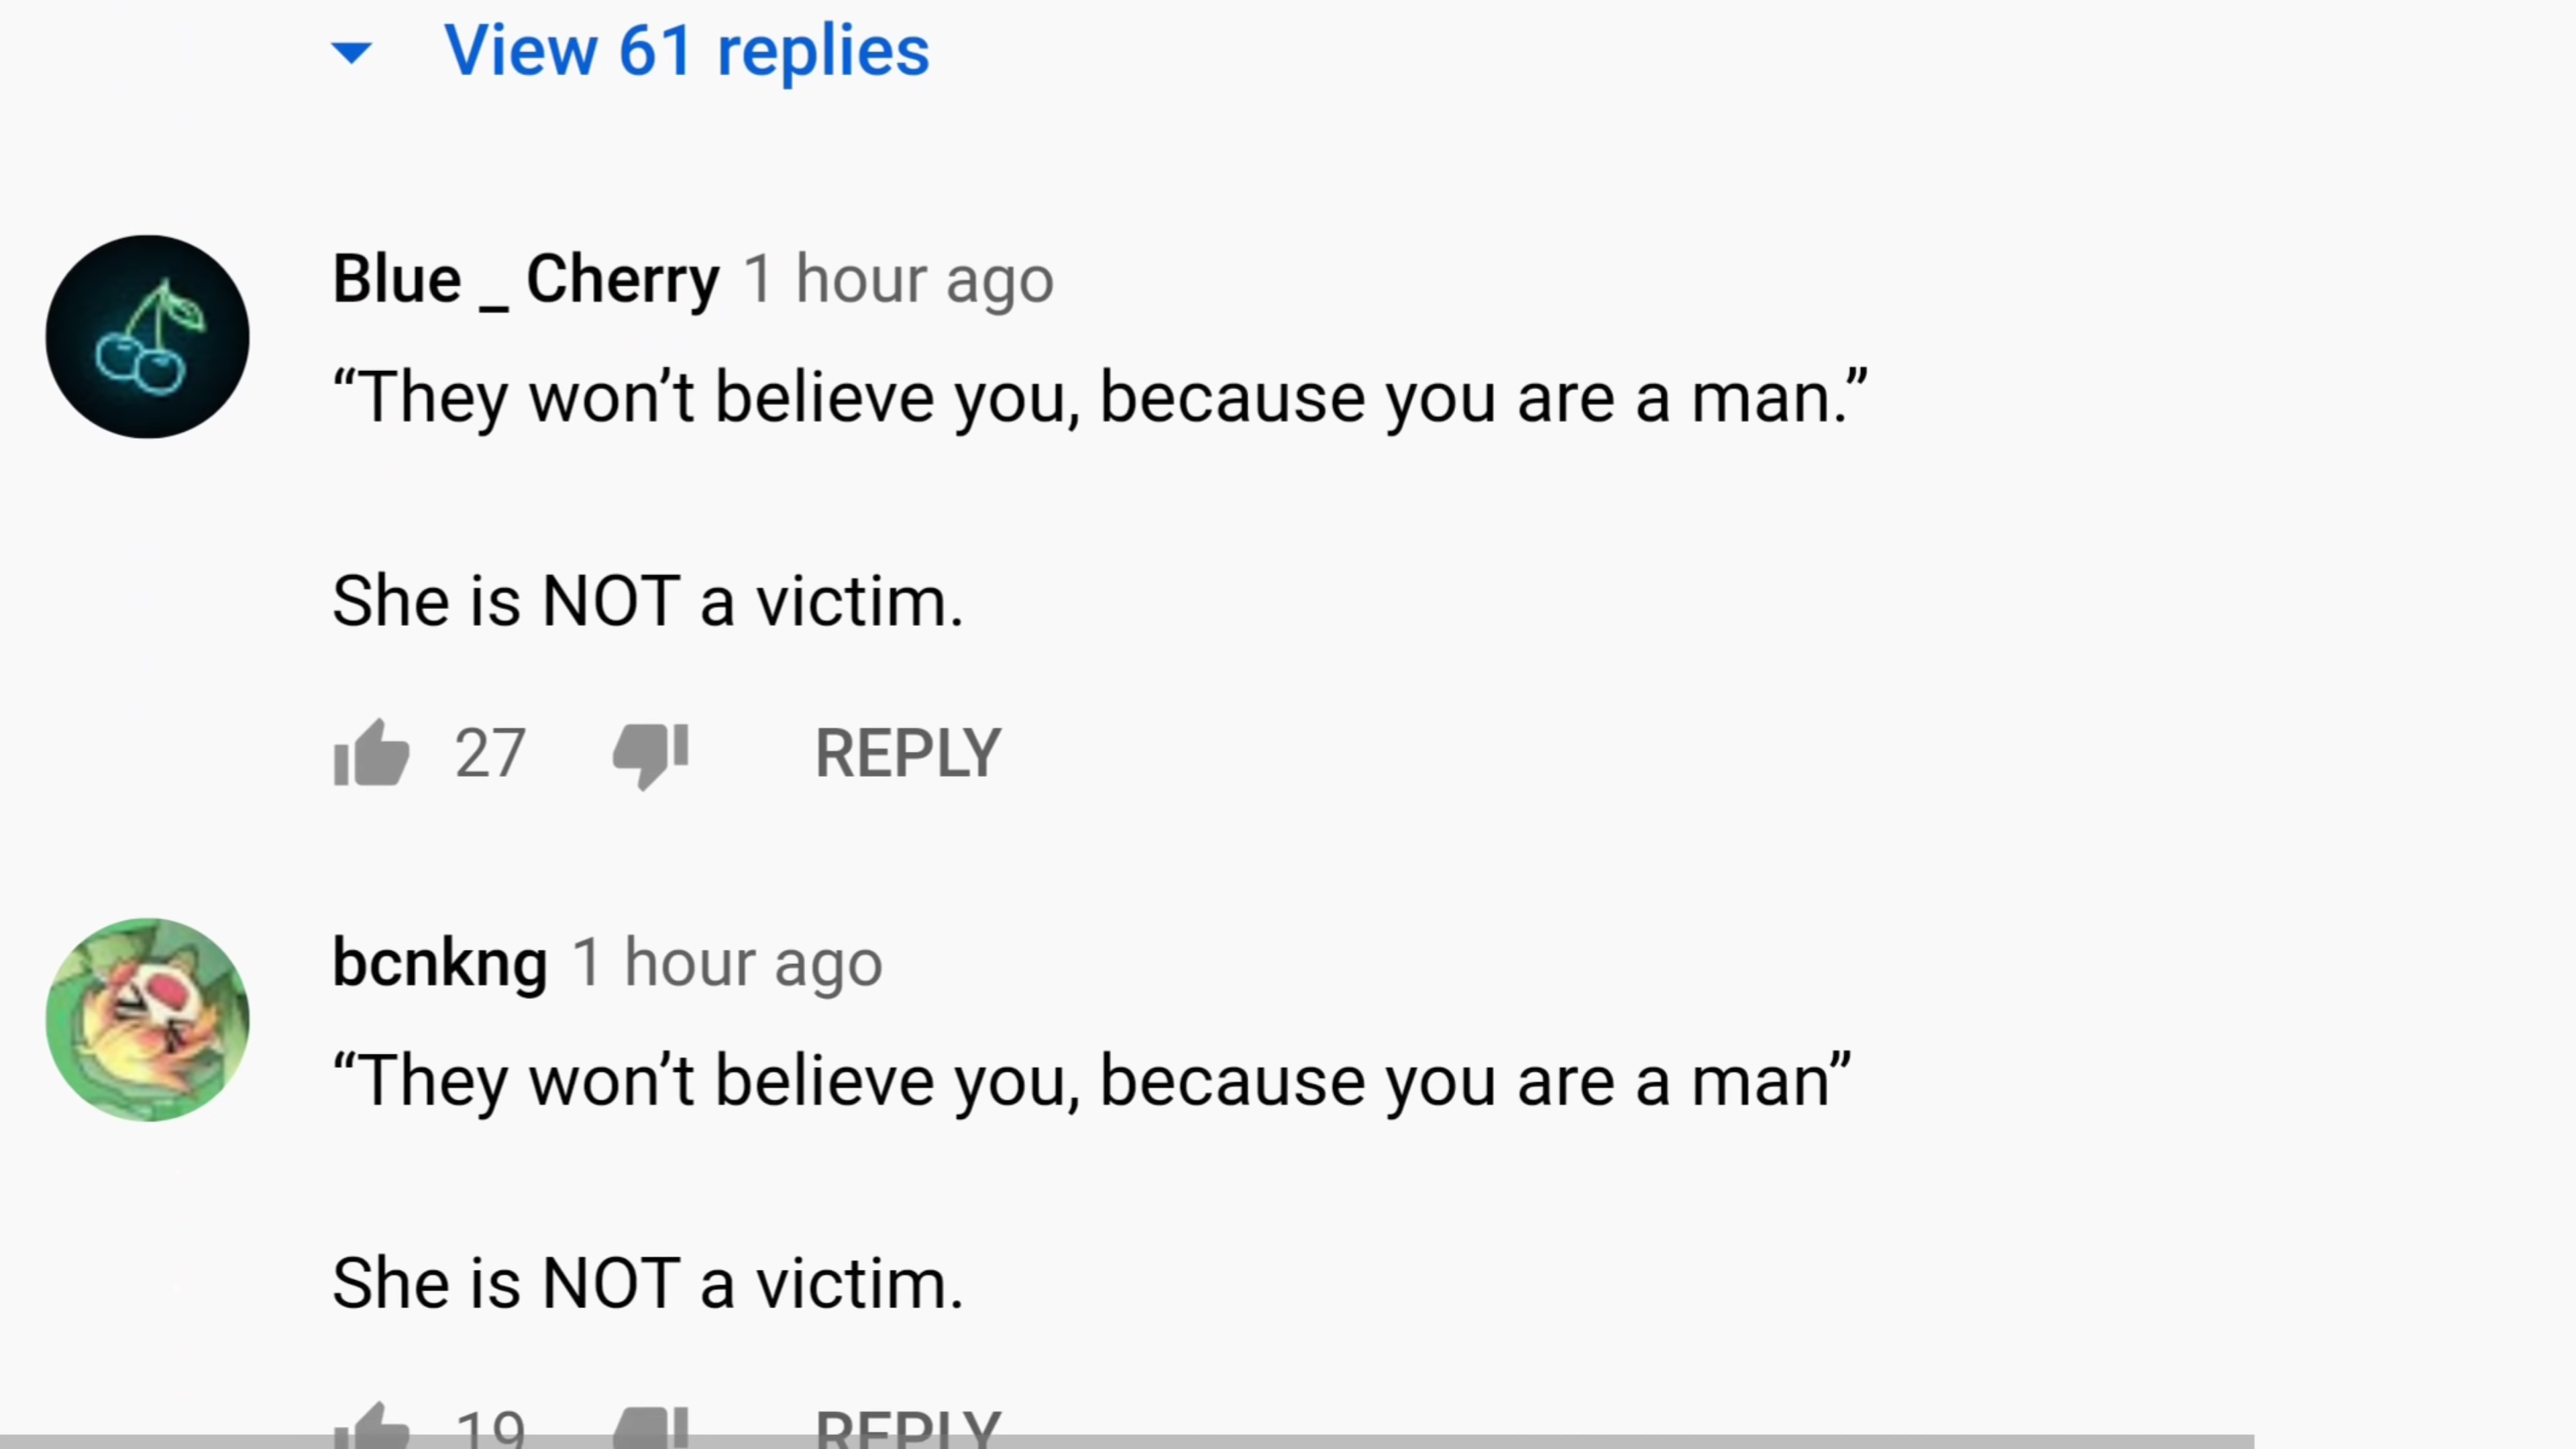 View 61 replies
Blue _ Cherry 1 hour ago
“They won’t believe you, because you are a man.”
She is NOT a victim.
27 REPLY
bcnkng 1 hour ago
“They won’t believe you, because you are a man”
She is NOT a victim.
19 REPLY